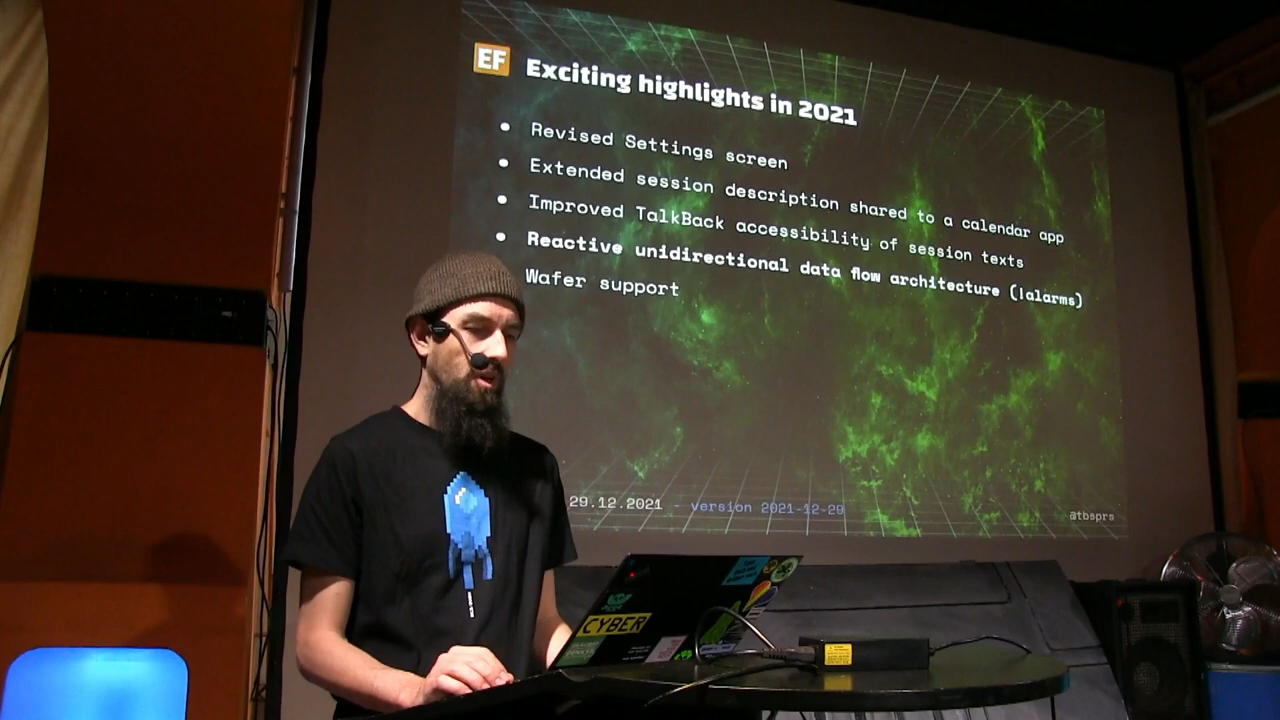 EF
Exciting highlights in 2021
Revised Settings screen
Extended session description shared to a calendar app
Improved TalkBack accessibility of session texts
Reactive unidirectional data flow architecture (!alarms)
Wafer support
29.12.2021 - version 2021-12-29
@tbsprs
CYBER